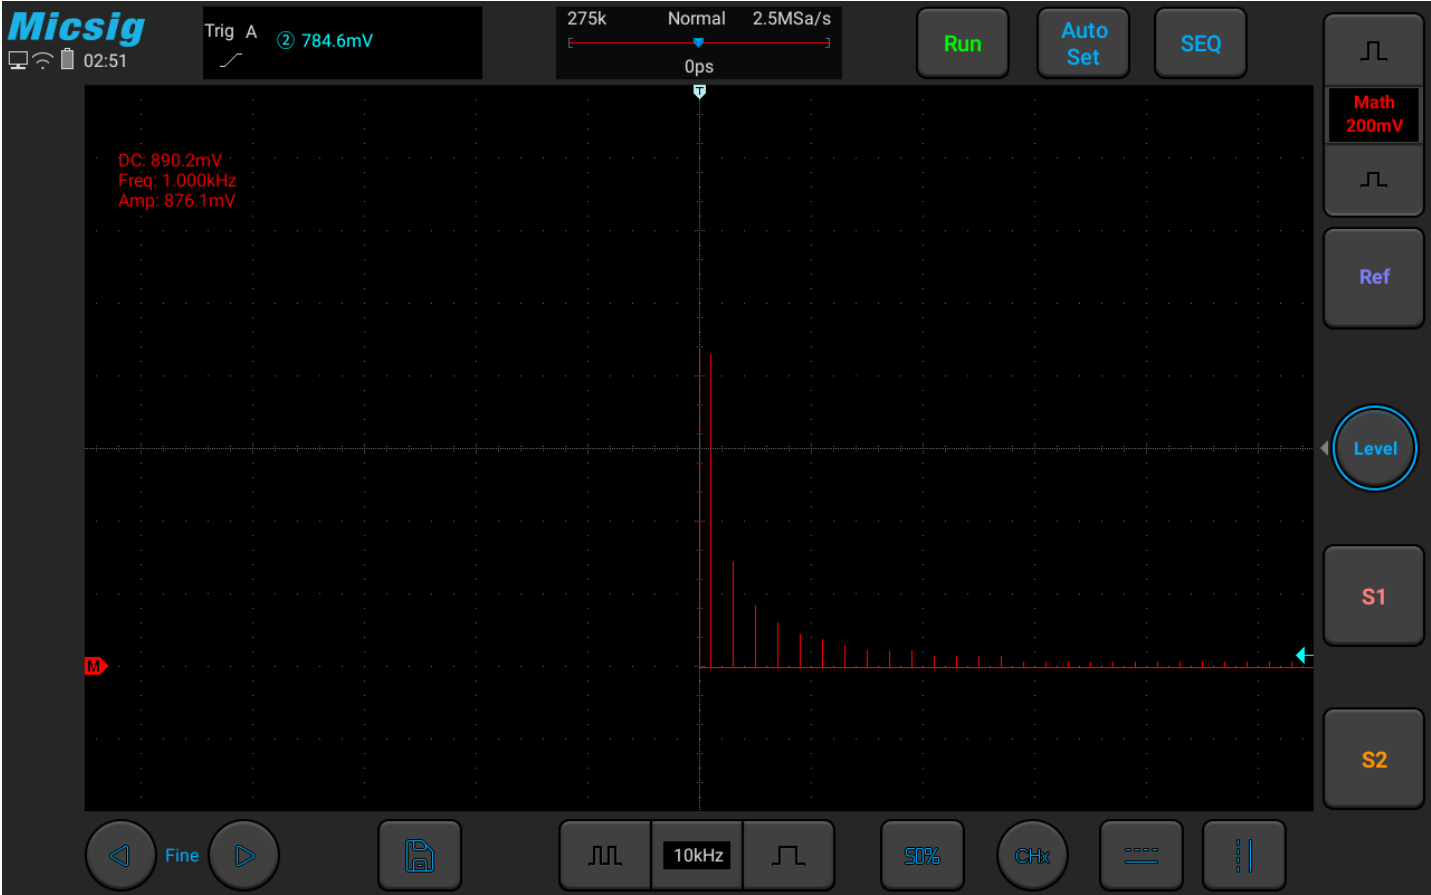 Micsig
02:51
Trig A
② 784.6mV
275k Normal 2.5MSa/s
0ps
Run
Auto
Set
SEQ
T
Math
200mV
DC: 890.2mV
Freq: 1.000kHz
Amp: 876.1mV
Ref
Level
S1
M
S2
Fine
10kHz
50%
CHx